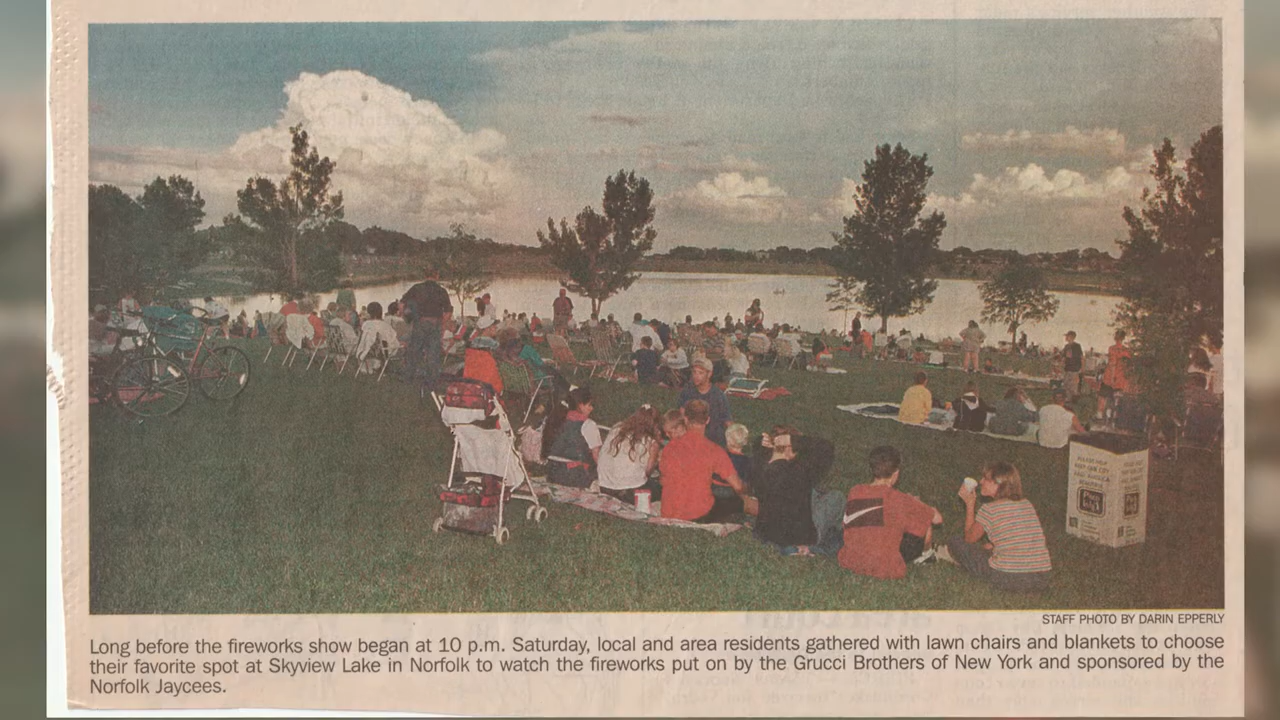 STAFF PHOTO BY DARIN EPPERLY
Long before the fireworks show began at 10 p.m. Saturday, local and area residents gathered with lawn chairs and blankets to choose
their favorite spot at Skyview Lake in Norfolk to watch the fireworks put on by the Grucci Brothers of New York and sponsored by the
Norfolk Jaycees.